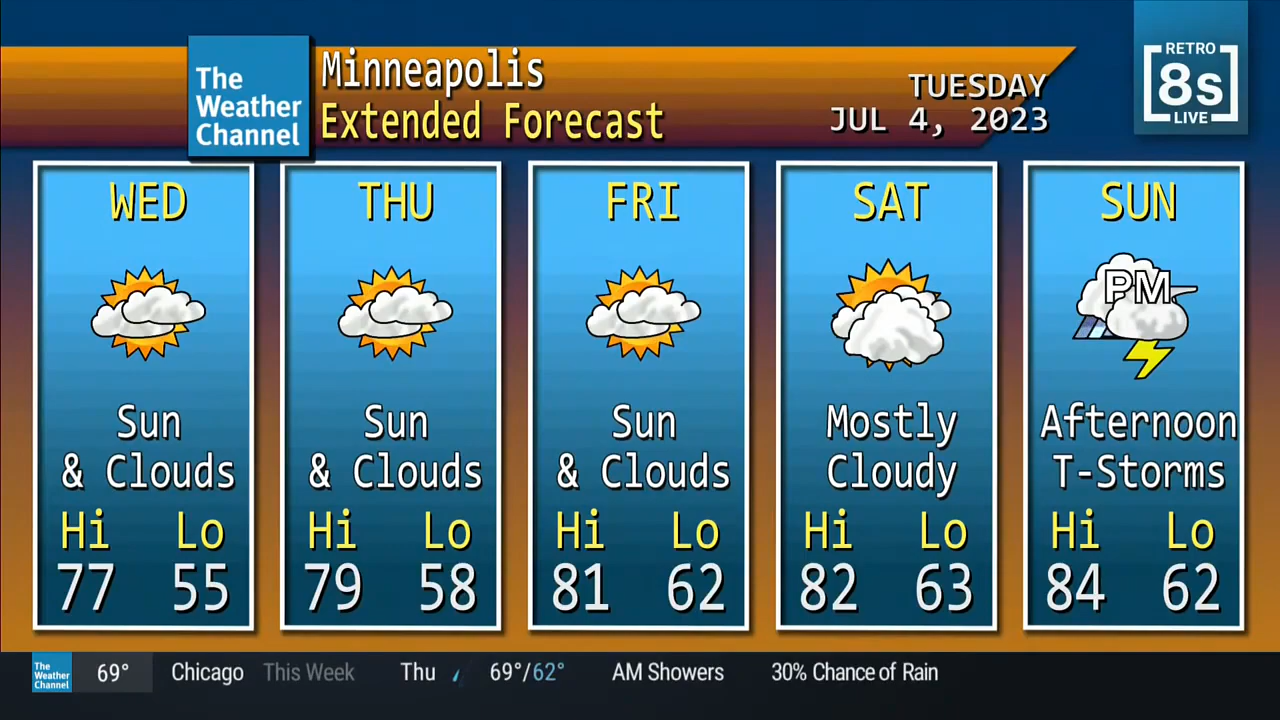 The
Weather
Channel
Minneapolis
Extended Forecast
TUESDAY
JUL 4, 2023
RETRO
8s
LIVE
WED
Sun
& Clouds
Hi Lo
77 55
THU
Sun
& Clouds
Hi Lo
79 58
FRI
Sun
& Clouds
Hi Lo
81 62
SAT
Mostly
Cloudy
Hi Lo
82 63
SUN
PM
Afternoon
T-Storms
Hi Lo
84 62
The
Weather
Channel
69° Chicago This Week Thu 69°/62° AM Showers 30% Chance of Rain